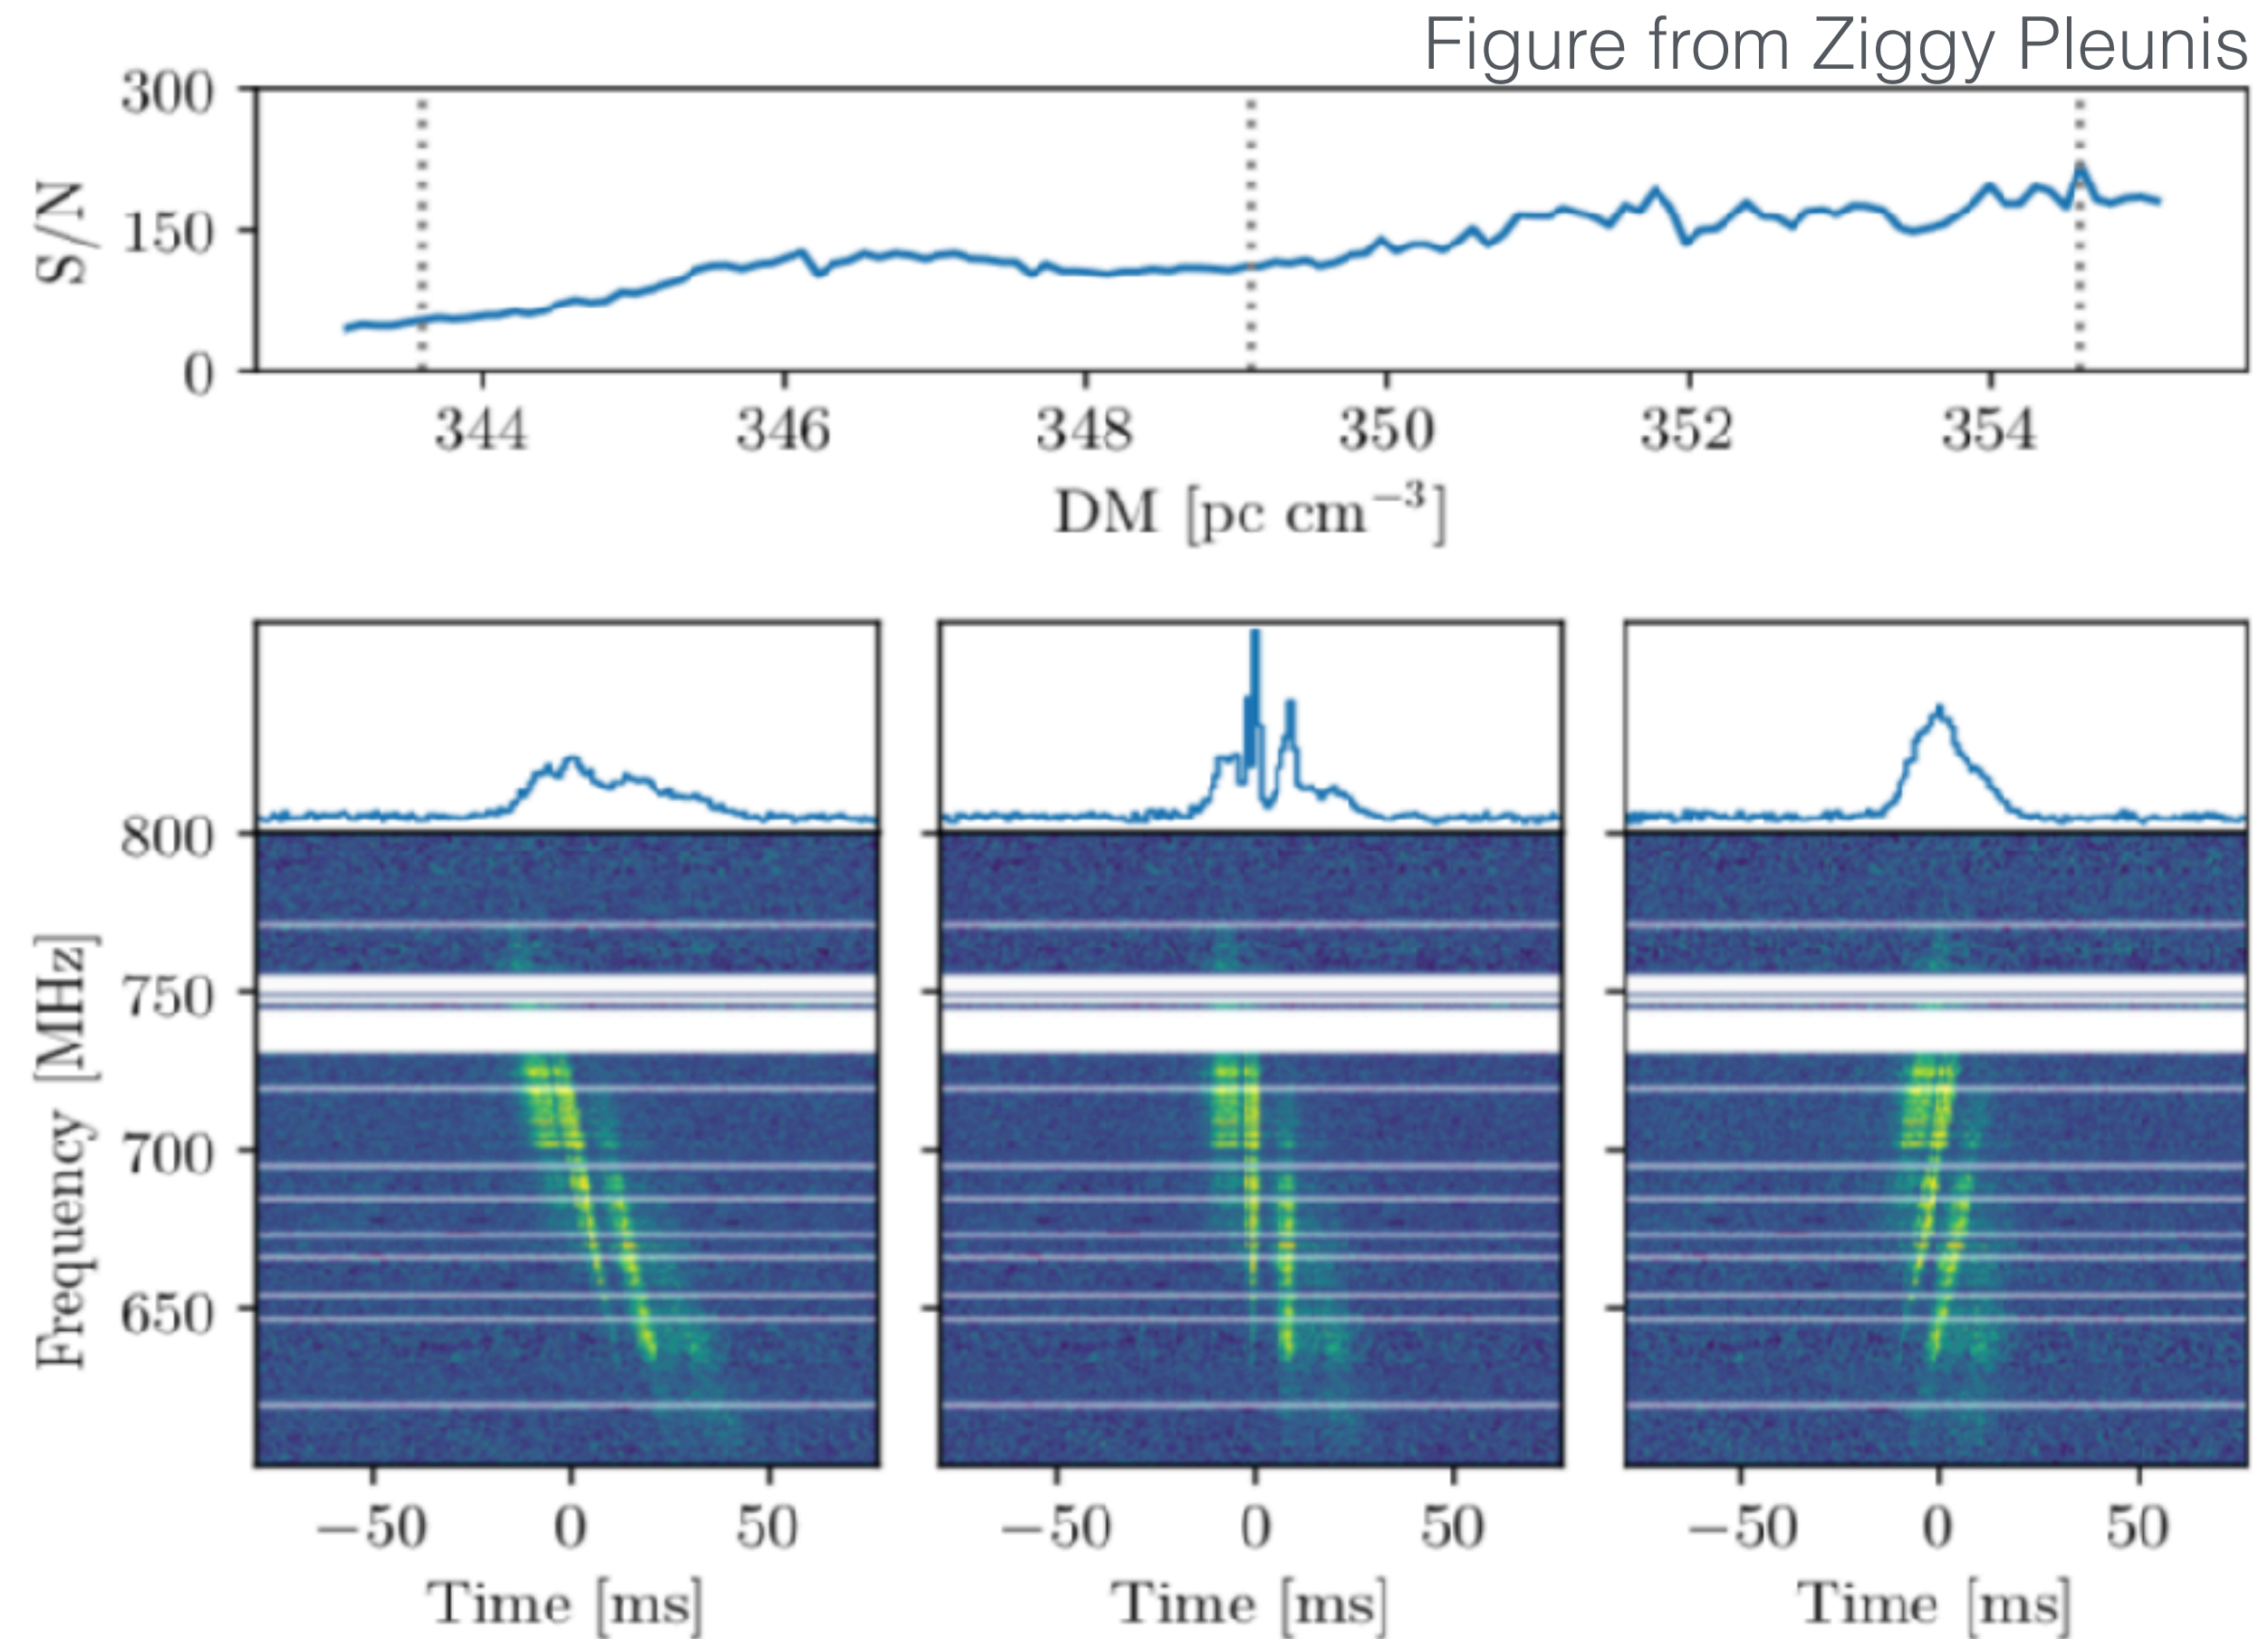 Figure from Ziggy Pleunis
300
150
0
S/N
344 346 348 350 352 354
DM [pc cm⁻³]
800
750
700
650
Frequency [MHz]
−50 0 50 −50 0 50 −50 0 50
Time [ms] Time [ms] Time [ms]